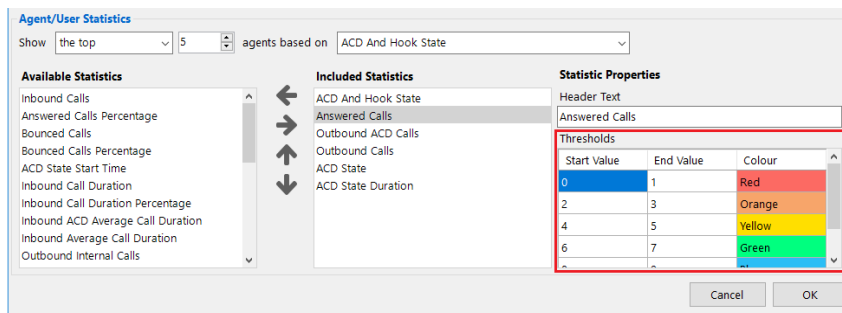 Agent/User Statistics
Show the top 5 agents based on ACD And Hook State
Available Statistics
Inbound Calls
Answered Calls Percentage
Bounced Calls
Bounced Calls Percentage
ACD State Start Time
Inbound Call Duration
Inbound Call Duration Percentage
Inbound ACD Average Call Duration
Inbound Average Call Duration
Outbound Internal Calls
Included Statistics
ACD And Hook State
Answered Calls
Outbound ACD Calls
Outbound Calls
ACD State
ACD State Duration
Statistic Properties
Header Text
Answered Calls
Thresholds
Start Value End Value Colour
0 1 Red
2 3 Orange
4 5 Yellow
6 7 Green
Cancel OK